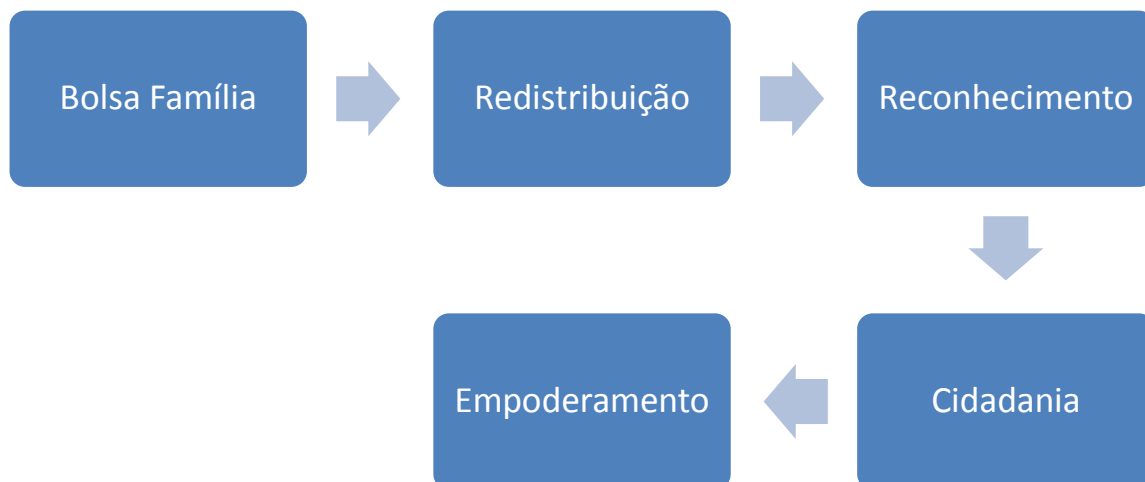 Bolsa Família
Redistribuição
Reconhecimento
Cidadania
Empoderamento